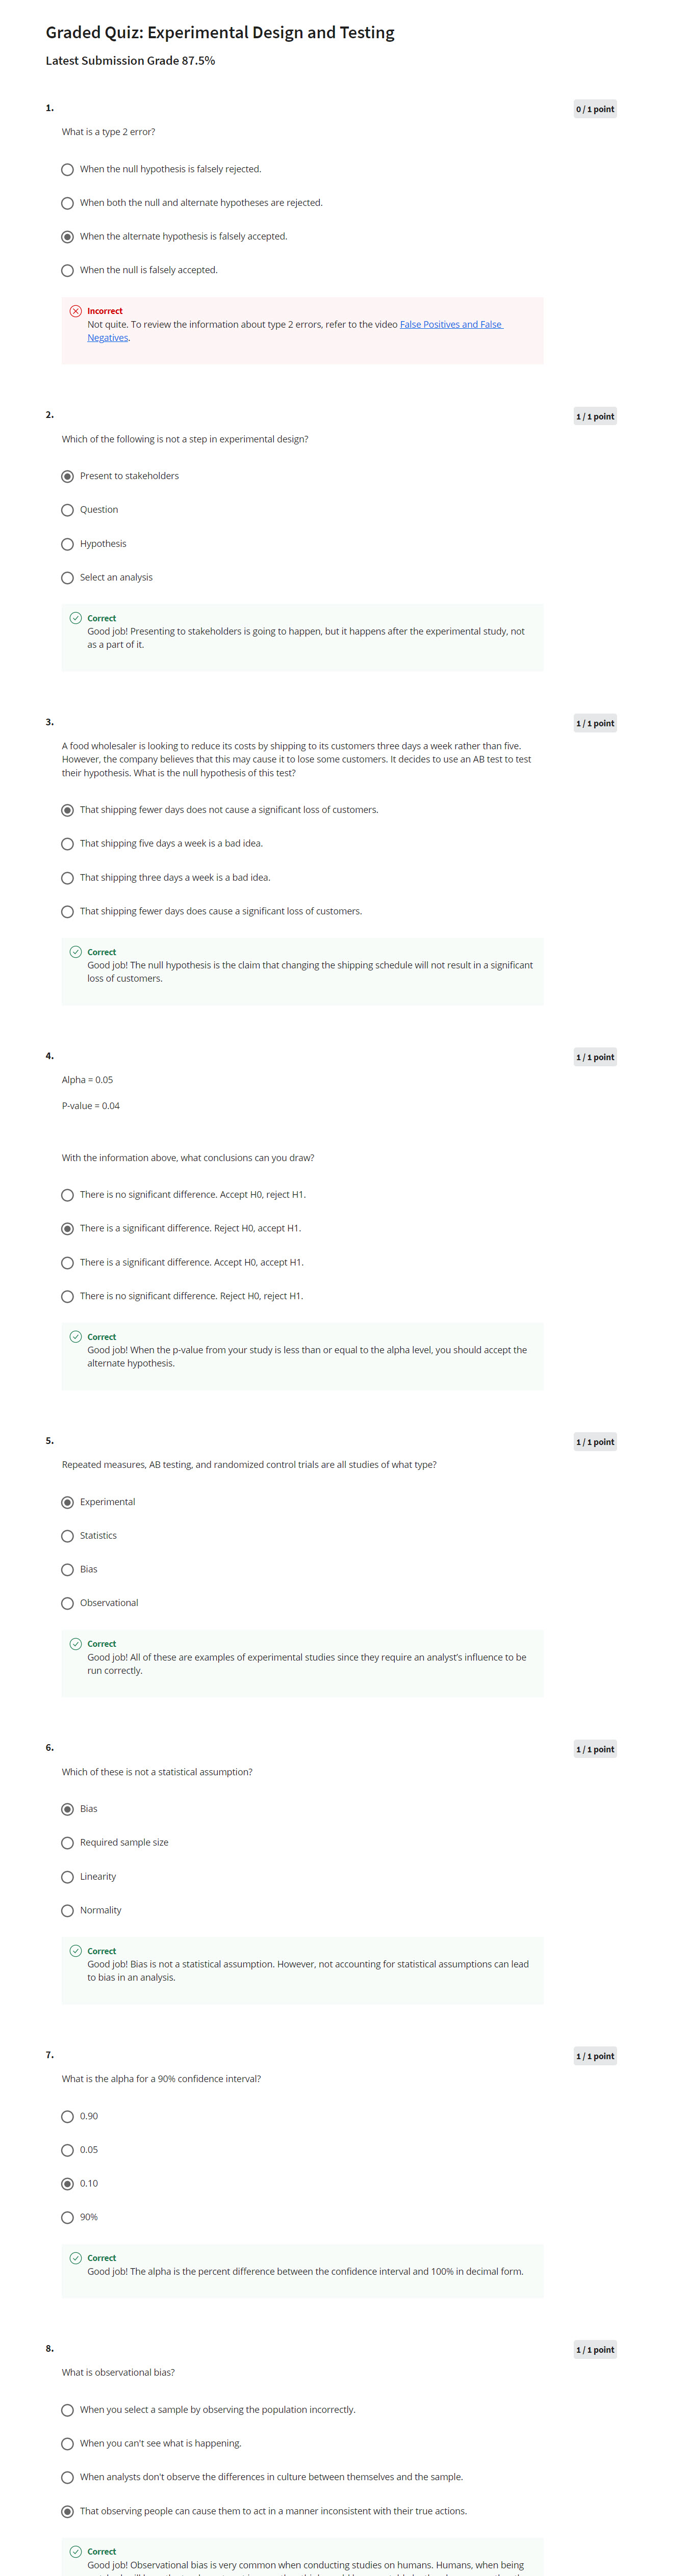 Graded Quiz: Experimental Design and Testing
Latest Submission Grade 87.5%
1.
0 / 1 point
What is a type 2 error?
When the null hypothesis is falsely rejected.
When both the null and alternate hypotheses are rejected.
When the alternate hypothesis is falsely accepted.
When the null is falsely accepted.
Incorrect
Not quite. To review the information about type 2 errors, refer to the video False Positives and False
Negatives.
2.
1 / 1 point
Which of the following is not a step in experimental design?
Present to stakeholders
Question
Hypothesis
Select an analysis
Correct
Good job! Presenting to stakeholders is going to happen, but it happens after the experimental study, not
as a part of it.
3.
1 / 1 point
A food wholesaler is looking to reduce its costs by shipping to its customers three days a week rather than five.
However, the company believes that this may cause it to lose some customers. It decides to use an AB test to test
their hypothesis. What is the null hypothesis of this test?
That shipping fewer days does not cause a significant loss of customers.
That shipping five days a week is a bad idea.
That shipping three days a week is a bad idea.
That shipping fewer days does cause a significant loss of customers.
Correct
Good job! The null hypothesis is the claim that changing the shipping schedule will not result in a significant
loss of customers.
4.
1 / 1 point
Alpha = 0.05
P-value = 0.04
With the information above, what conclusions can you draw?
There is no significant difference. Accept H0, reject H1.
There is a significant difference. Reject H0, accept H1.
There is a significant difference. Accept H0, accept H1.
There is no significant difference. Reject H0, reject H1.
Correct
Good job! When the p-value from your study is less than or equal to the alpha level, you should accept the
alternate hypothesis.
5.
1 / 1 point
Repeated measures, AB testing, and randomized control trials are all studies of what type?
Experimental
Statistics
Bias
Observational
Correct
Good job! All of these are examples of experimental studies since they require an analyst's influence to be
run correctly.
6.
1 / 1 point
Which of these is not a statistical assumption?
Bias
Required sample size
Linearity
Normality
Correct
Good job! Bias is not a statistical assumption. However, not accounting for statistical assumptions can lead
to bias in an analysis.
7.
1 / 1 point
What is the alpha for a 90% confidence interval?
0.90
0.05
0.10
90%
Correct
Good job! The alpha is the percent difference between the confidence interval and 100% in decimal form.
8.
1 / 1 point
What is observational bias?
When you select a sample by observing the population incorrectly.
When you can't see what is happening.
When analysts don't observe the differences in culture between themselves and the sample.
That observing people can cause them to act in a manner inconsistent with their true actions.
Correct
Good job! Observational bias is very common when conducting studies on humans. Humans, when being